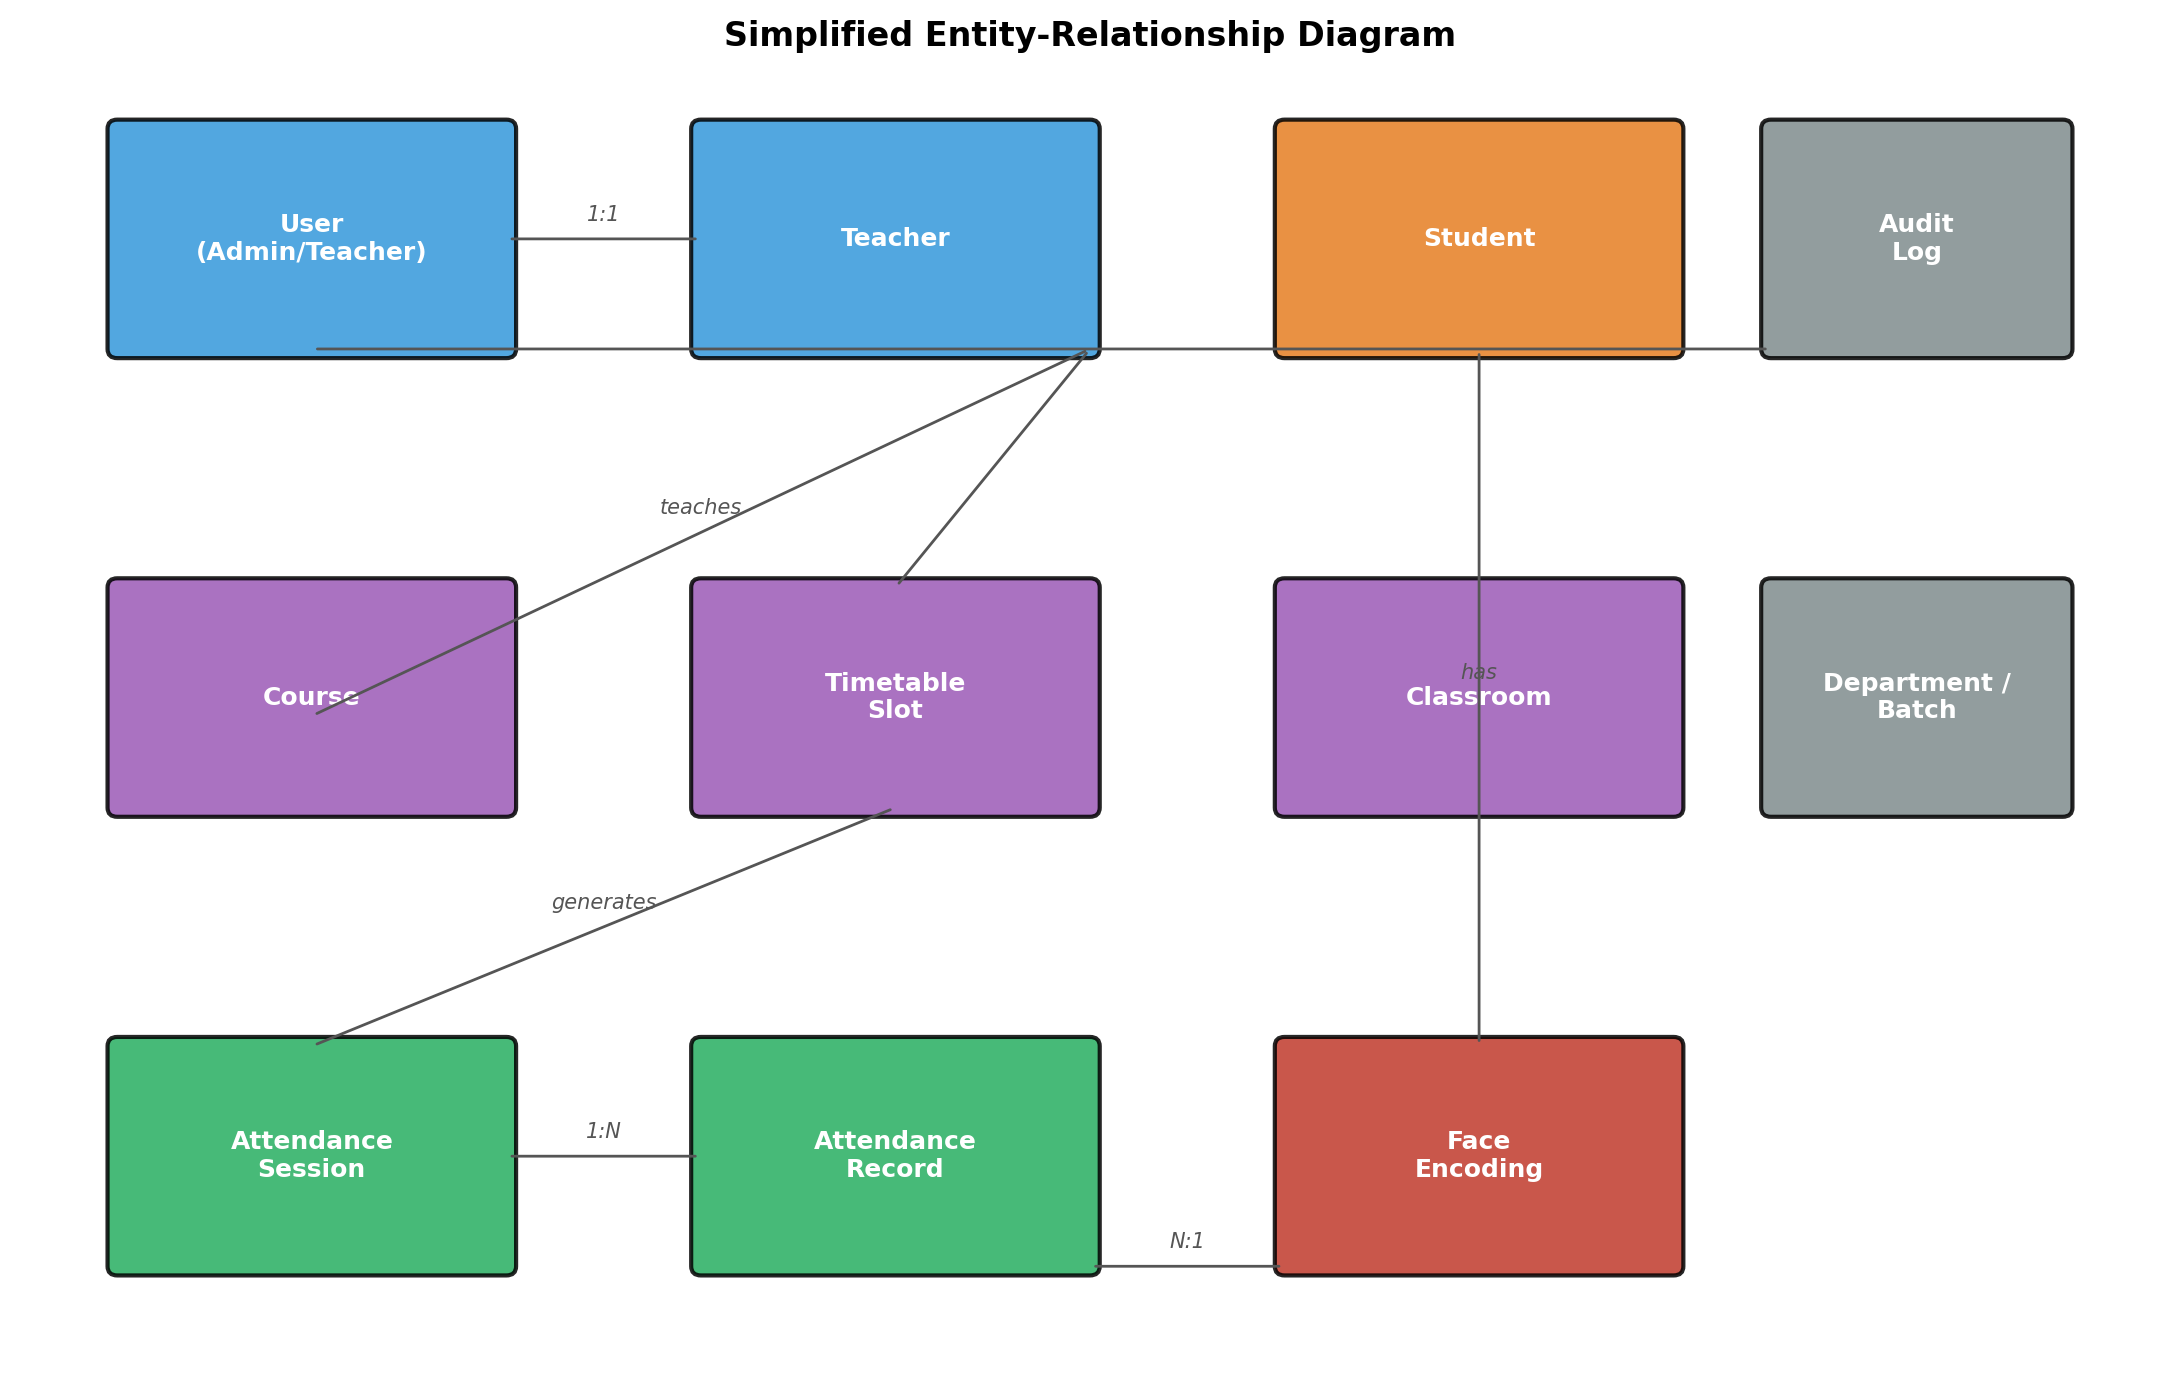 Simplified Entity-Relationship Diagram
User
(Admin/Teacher)
1:1
Teacher
Student
Audit
Log
teaches
Course
Timetable
Slot
has
Classroom
Department /
Batch
generates
Attendance
Session
1:N
Attendance
Record
N:1
Face
Encoding